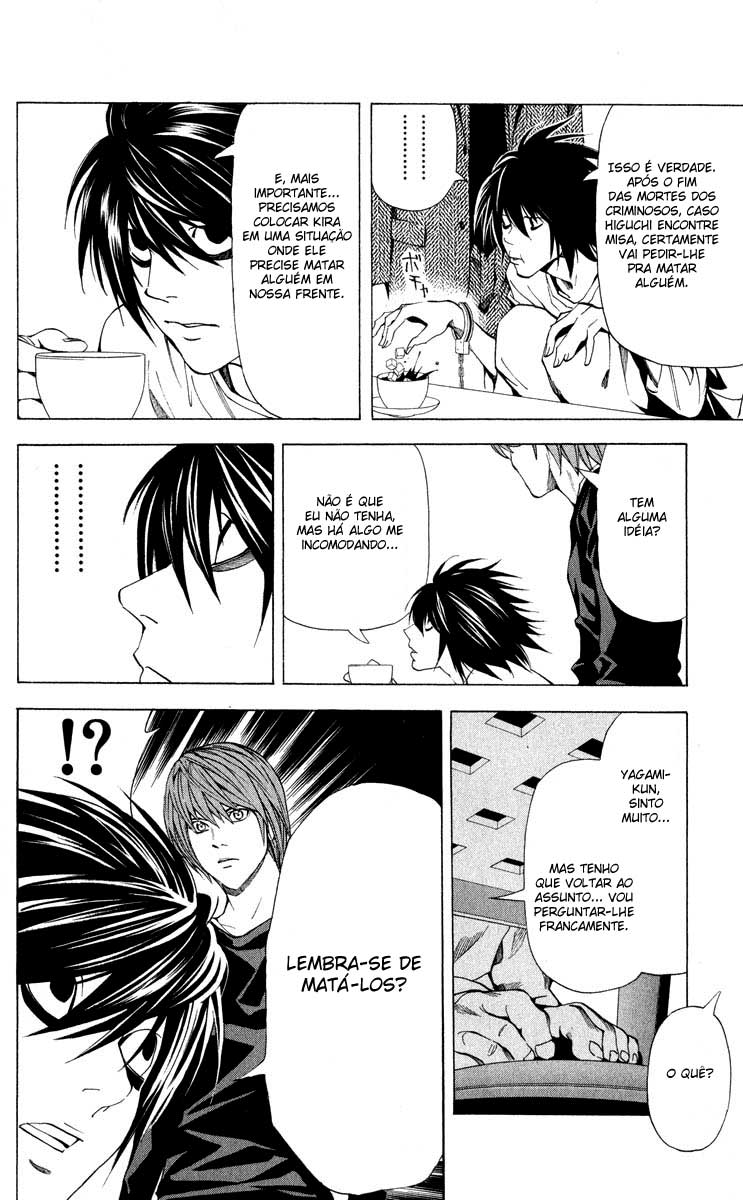 ISSO É VERDADE.
APÓS O FIM
DAS MORTES DOS
CRIMINOSOS, CASO
HIGUCHI ENCONTRE
MISA, CERTAMENTE
VAI PEDIR-LHE
PRA MATAR
ALGUÉM.
ポチャ
E, MAIS
IMPORTANTE...
PRECISAMOS
COLOCAR KIRA
EM UMA SITUAÇÃO
ONDE ELE
PRECISE MATAR
ALGUÉM EM
NOSSA FRENTE.
TEM
ALGUMA
IDÉIA?
NÃO É QUE
EU NÃO TENHA,
MAS HÁ ALGO ME
INCOMODANDO...
YAGAMI-
KUN,
SINTO
MUITO...
MAS TENHO
QUE VOLTAR AO
ASSUNTO... VOU
PERGUNTAR-LHE
FRANCAMENTE.
O QUÊ?
LEMBRA-SE DE
MATÁ-LOS?
!?